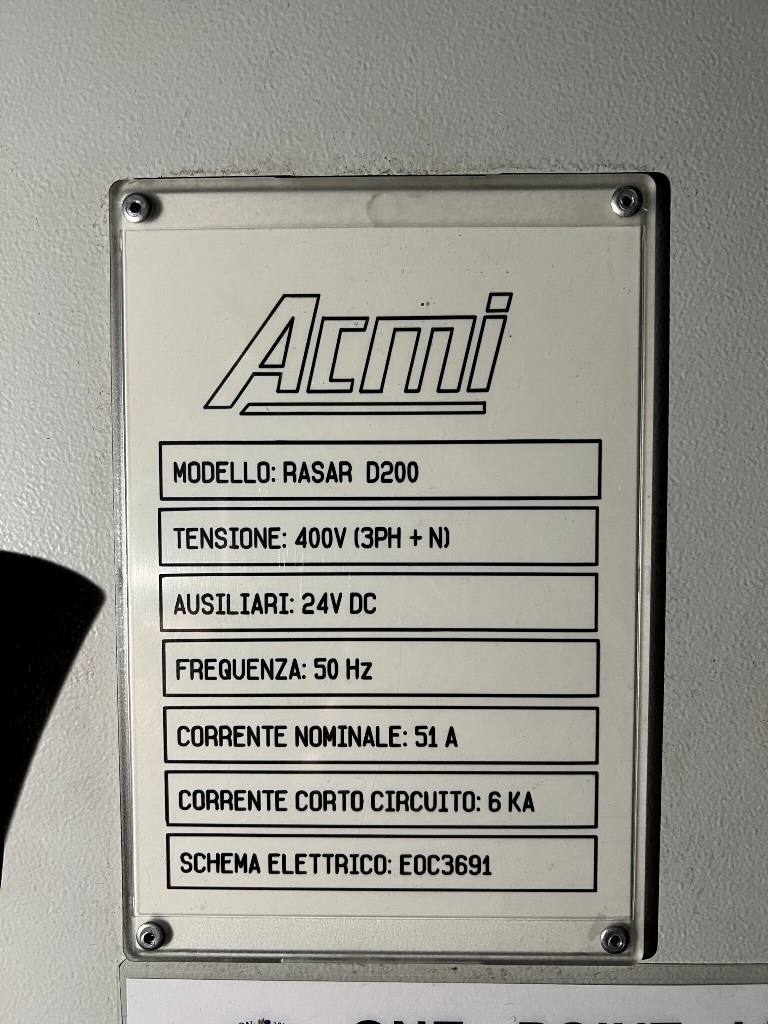 Acmi
MODELLO: RASAR D200
TENSIONE: 400V (3PH + N)
AUSILIARI: 24V DC
FREQUENZA: 50 Hz
CORRENTE NOMINALE: 51 A
CORRENTE CORTO CIRCUITO: 6 KA
SCHEMA ELETTRICO: EOC3691